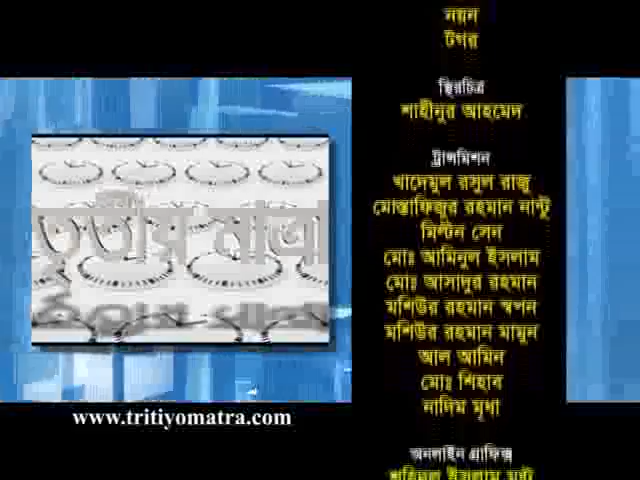 নয়ন
টগর
স্থিরচিত্র
শাহীনুর আহমেদ
ট্রান্সমিশন
খাদেমুল রসুল রাজু
মোস্তাফিজুর রহমান নান্টু
মিল্টন সেন
মোঃ আমিনুল ইসলাম
মোঃ আসাদুর রহমান
মশিউর রহমান স্বপন
মশিউর রহমান মামুন
আল আমিন
মোঃ শিহাব
নাদিম মৃধা
অনলাইন গ্রাফিক্স
ইসলাম
তৃতীয় মাত্রা
www.tritiyomatra.com